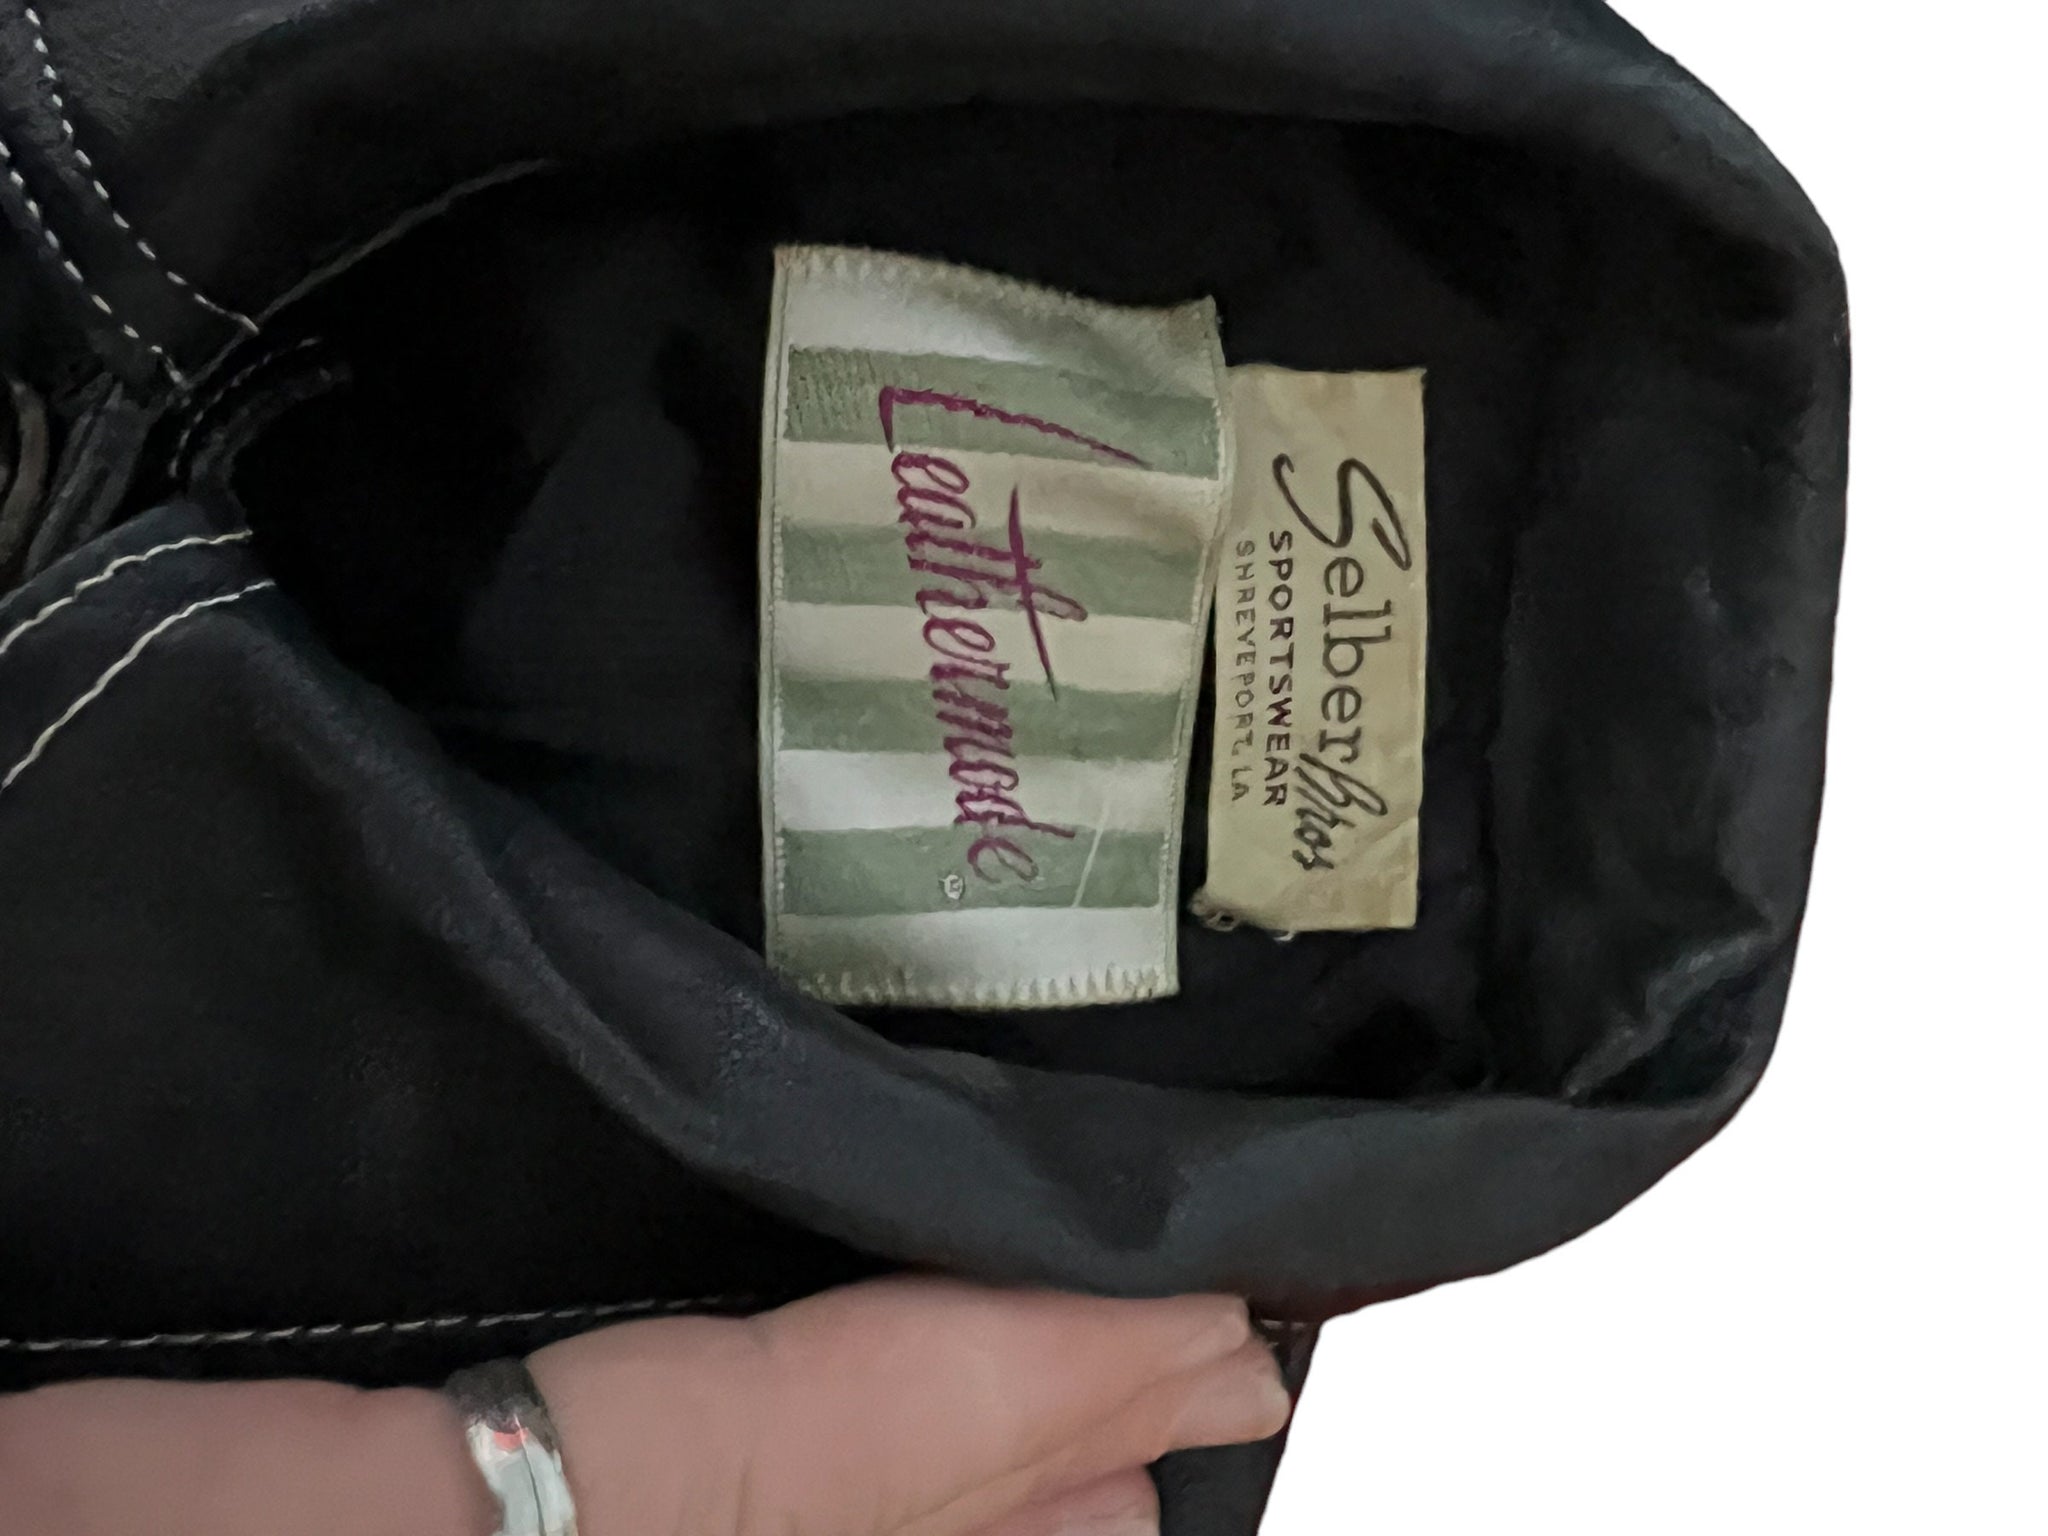 Leathermode
Selber Bros
SPORTSWEAR
SHREVEPORT, LA